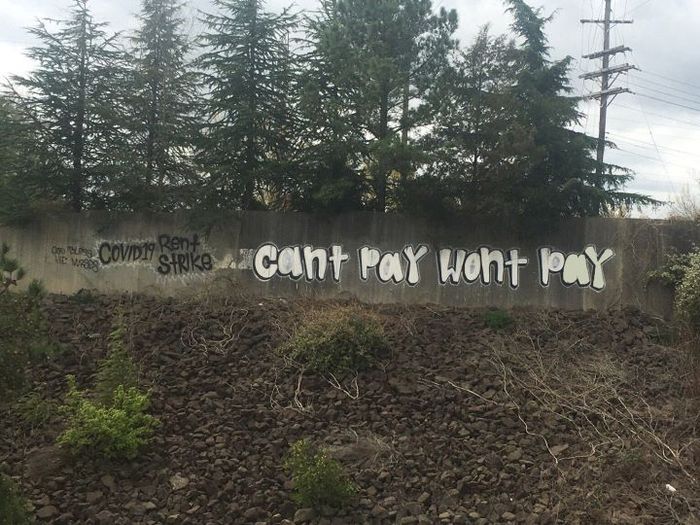 COVID19
Rent
Strike
Cant Pay Wont Pay